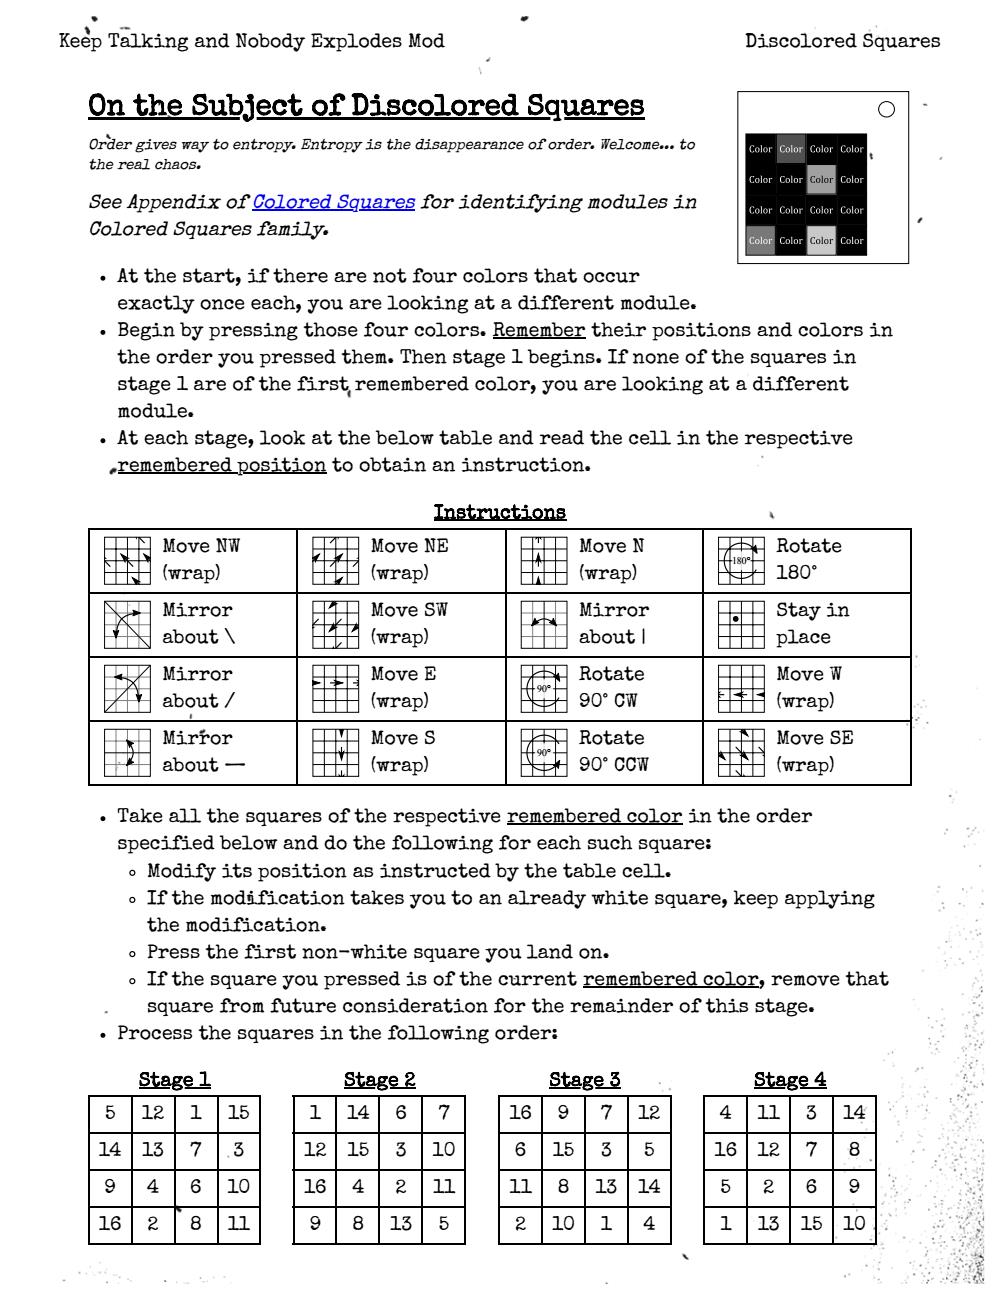 Keep Talking and Nobody Explodes Mod
Discolored Squares
On the Subject of Discolored Squares
Order gives way to entropy. Entropy is the disappearance of order. Welcome... to
the real chaos.
See Appendix of Colored Squares for identifying modules in
Colored Squares family.
Color Color Color Color
Color Color Color Color
Color Color Color Color
Color Color Color Color
• At the start, if there are not four colors that occur
exactly once each, you are looking at a different module.
• Begin by pressing those four colors. Remember their positions and colors in
the order you pressed them. Then stage 1 begins. If none of the squares in
stage 1 are of the first remembered color, you are looking at a different
module.
• At each stage, look at the below table and read the cell in the respective
remembered position to obtain an instruction.
Instructions
Move NW
(wrap)
Move NE
(wrap)
Move N
(wrap)
180°
Rotate
180°
Mirror
about \
Move SW
(wrap)
Mirror
about |
Stay in
place
Mirror
about /
Move E
(wrap)
90°
Rotate
90° CW
Move W
(wrap)
Mirror
about —
Move S
(wrap)
90°
Rotate
90° CCW
Move SE
(wrap)
• Take all the squares of the respective remembered color in the order
specified below and do the following for each such square:
◦ Modify its position as instructed by the table cell.
◦ If the modification takes you to an already white square, keep applying
the modification.
◦ Press the first non-white square you land on.
◦ If the square you pressed is of the current remembered color, remove that
square from future consideration for the remainder of this stage.
• Process the squares in the following order:
Stage 1
5 12 1 15
14 13 7 3
9 4 6 10
16 2 8 11
Stage 2
1 14 6 7
12 15 3 10
16 4 2 11
9 8 13 5
Stage 3
16 9 7 12
6 15 3 5
11 8 13 14
2 10 1 4
Stage 4
4 11 3 14
16 12 7 8
5 2 6 9
1 13 15 10